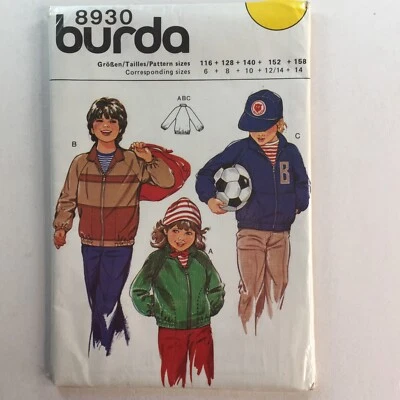 8930
burda
Größen/Tailles/Pattern sizes 116 + 128 + 140 + 152 + 158
Corresponding sizes 6 + 8 + 10 + 12/14 + 14
ABC
B
C
B
A